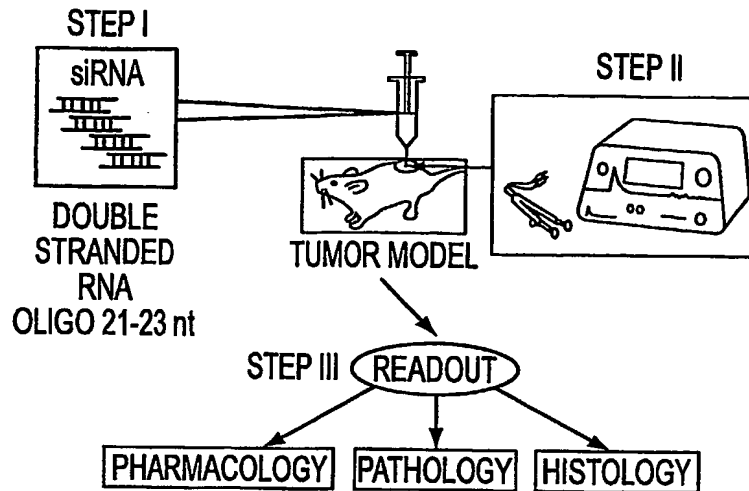 STEP I
siRNA
DOUBLE
STRANDED
RNA
OLIGO 21-23 nt
STEP II
TUMOR MODEL
STEP III
READOUT
PHARMACOLOGY
PATHOLOGY
HISTOLOGY